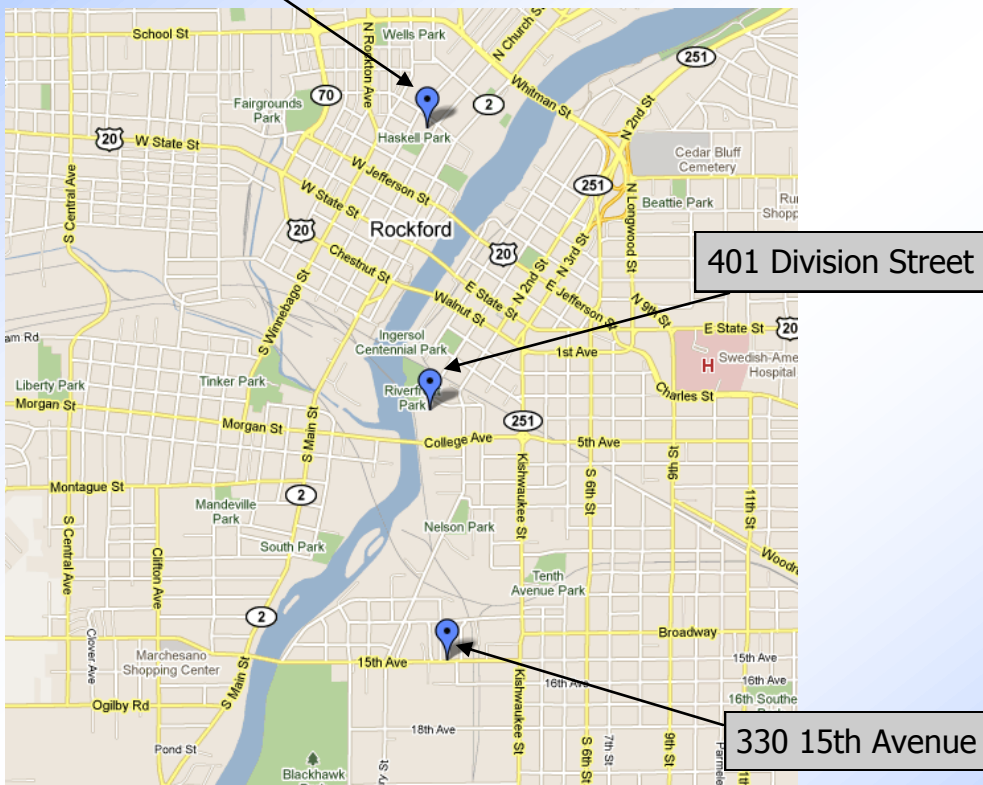 School St
Wells Park
N Church St
N Rockton Ave
251
Whitman St
70
2
Fairgrounds
Park
Haskell Park
N 2nd St
20
W State St
Cedar Bluff
Cemetery
S Central Ave
W Jefferson St
251
N Longwood St
Beattie Park
W State St
20
Rockford
20
N 3rd St
N 2nd St
401 Division Street
Chestnut St
E State St
E Jefferson St
N 9th St
Walnut St
S Winnebago St
E State St
20
Ingersol
Centennial Park
1st Ave
H
Hospital
Liberty Park
Tinker Park
Park
Charles St
Morgan St
Morgan St
251
College Ave
5th Ave
S Main St
Kishwaukee St
S 6th St
9th St
11th St
Montague St
2
Mandeville
Park
Nelson Park
South Park
S Central Ave
Clifton Ave
Tenth
Avenue Park
2
Broadway
Clover Ave
Marchesano
Shopping Center
15th Ave
15th Ave
S Main St
Kishwaukee St
16th Ave
16th Ave
Ogilby Rd
330 15th Avenue
18th Ave
Pond St
S 6th St
7th St
9th St
Blackhawk